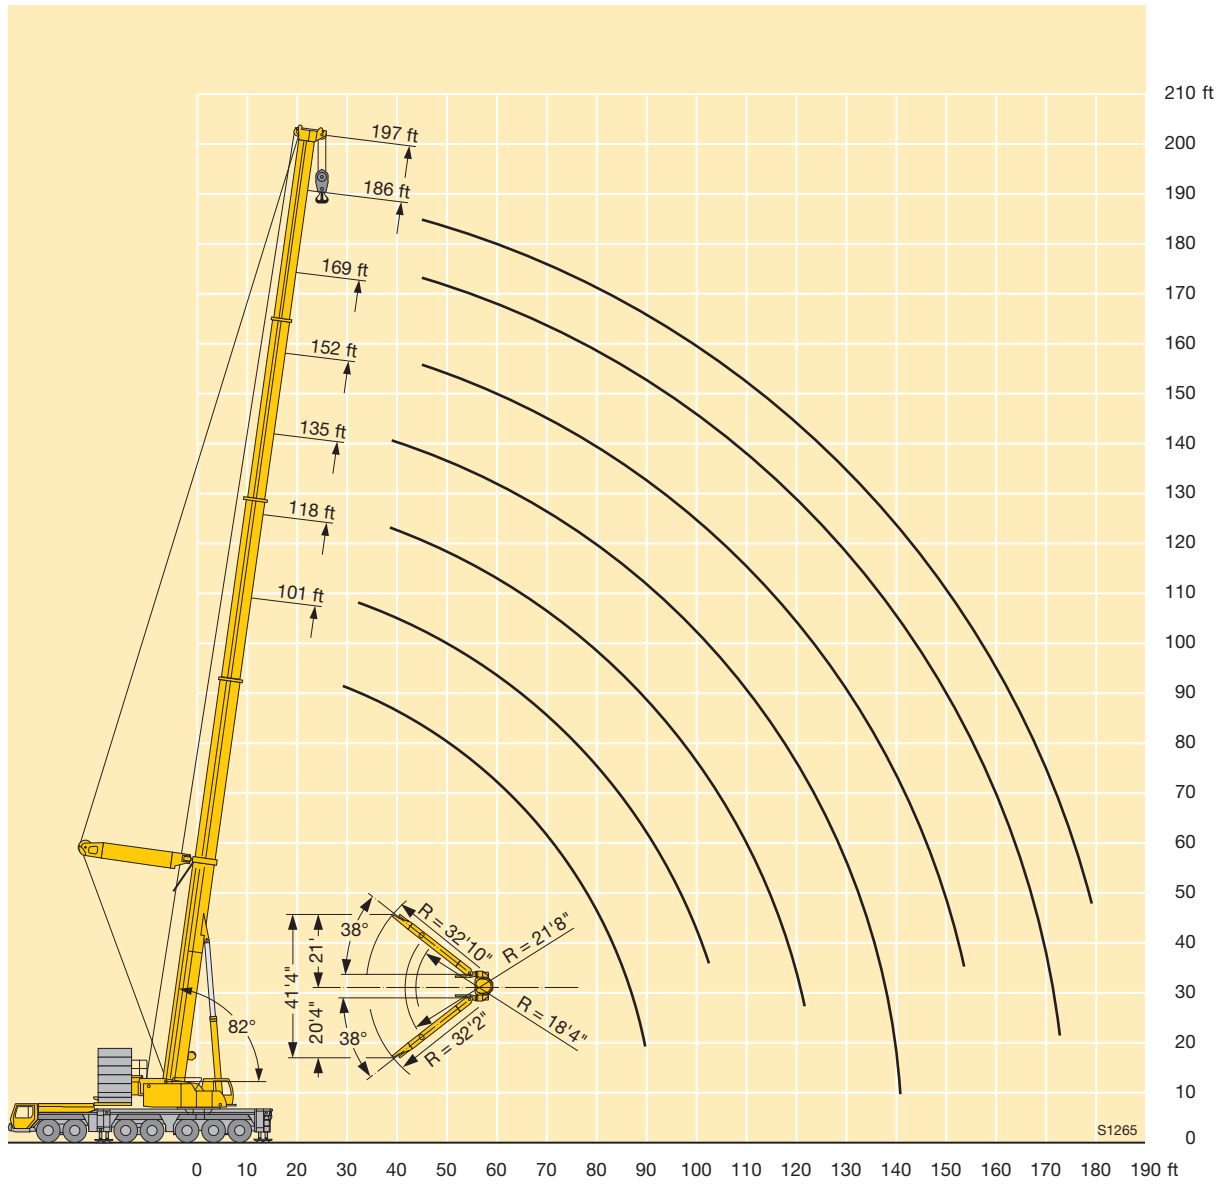 210 ft
197 ft
200
186 ft
190
180
169 ft
170
160
152 ft
150
140
135 ft
130
120
118 ft
110
101 ft
100
90
80
70
60
50
R = 32'10"
R = 21'8"
38°
21'
40
41'4"
30
20'4"
R = 18'4"
82°
38°
R = 32'2"
20
10
S1265
0
0 10 20 30 40 50 60 70 80 90 100 110 120 130 140 150 160 170 180 190 ft